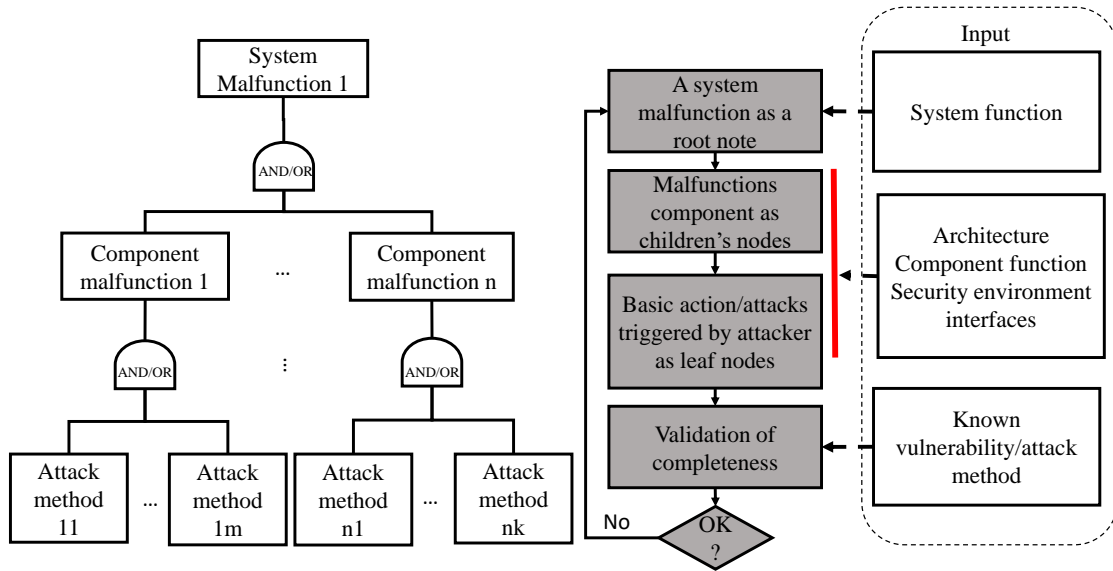 System
Malfunction 1
AND/OR
Component
malfunction 1
...
Component
malfunction n
AND/OR
...
AND/OR
Attack
method
11
...
Attack
method
1m
Attack
method
n1
...
Attack
method
nk
A system
malfunction as a
root note
Malfunctions
component as
children's nodes
Basic action/attacks
triggered by attacker
as leaf nodes
Validation of
completeness
No
OK
?
Input
System function
Architecture
Component function
Security environment
interfaces
Known
vulnerability/attack
method